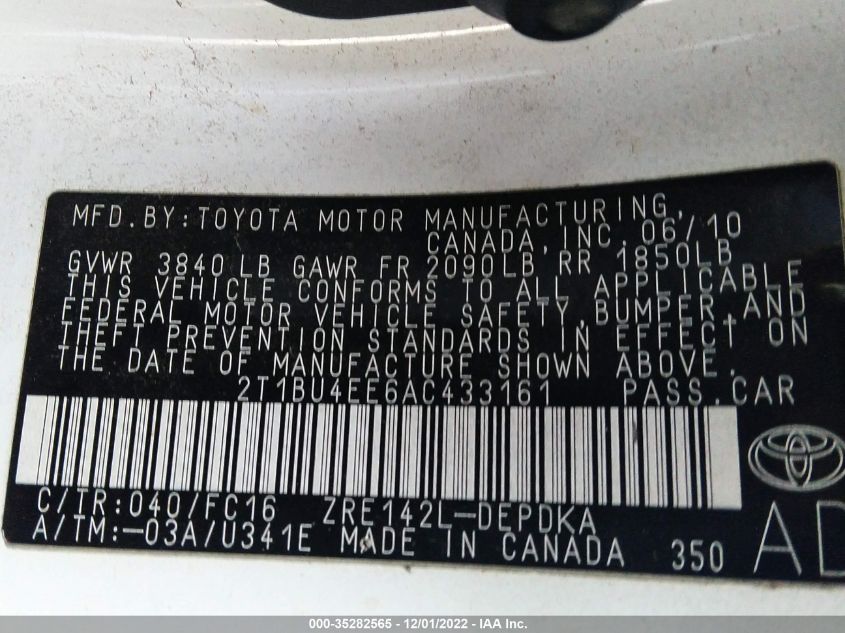 MFD.BY:TOYOTA MOTOR MANUFACTURING,
CANADA,INC. 06/10
GVWR 3840LB GAWR FR 2090LB RR 1850LB
THIS VEHICLE CONFORMS TO ALL APPLICABLE
FEDERAL MOTOR VEHICLE SAFETY,BUMPER,AND
THEFT PREVENTION STANDARDS IN EFFECT ON
THE DATE OF MANUFACTURE SHOWN ABOVE.
2T1BU4EE6AC433161 PASS.CAR
C/TR:040/FC16 ZRE142L-DEPDKA
A/TM:-03A/U341E MADE IN CANADA 350 AD
000-35282565 - 12/01/2022 - IAA Inc.